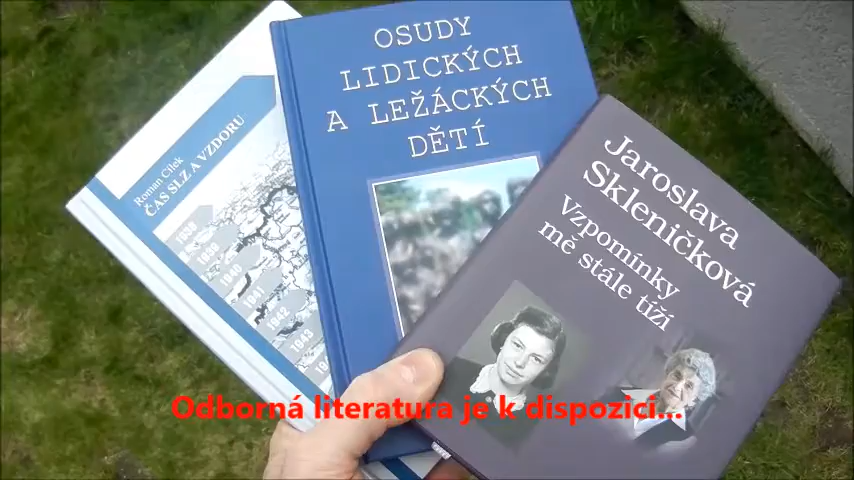 Roman Cílek
ČAS SLZ A VZDORU
1938
1939
1940
1941
1942
1943
OSUDY
LIDICKÝCH
A LEŽÁCKÝCH
DĚTÍ
Jaroslava
Skleničková
Vzpomínky
mě stále tíží
Odborná literatura je k dispozici...